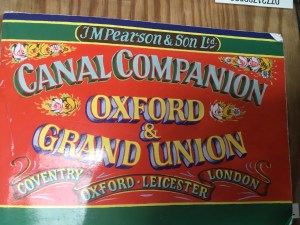 J.M.Pearson & Son Ltd
CANAL COMPANION
OXFORD
&
GRAND UNION
COVENTRY OXFORD · LEICESTER LONDON